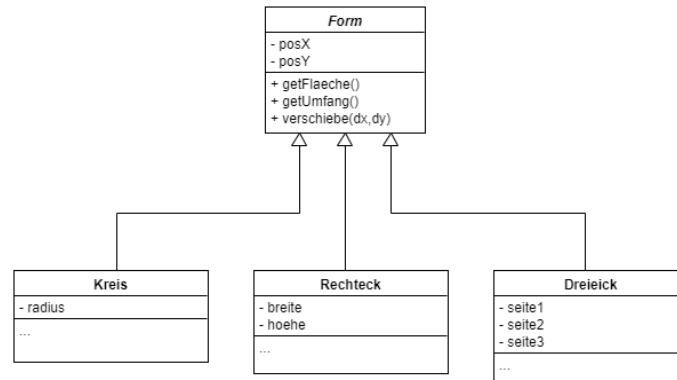 Form
- posX
- posY
+ getFlaeche()
+ getUmfang()
+ verschiebe(dx,dy)
Kreis
- radius
...
Rechteck
- breite
- hoehe
...
Dreieick
- seite1
- seite2
- seite3
...